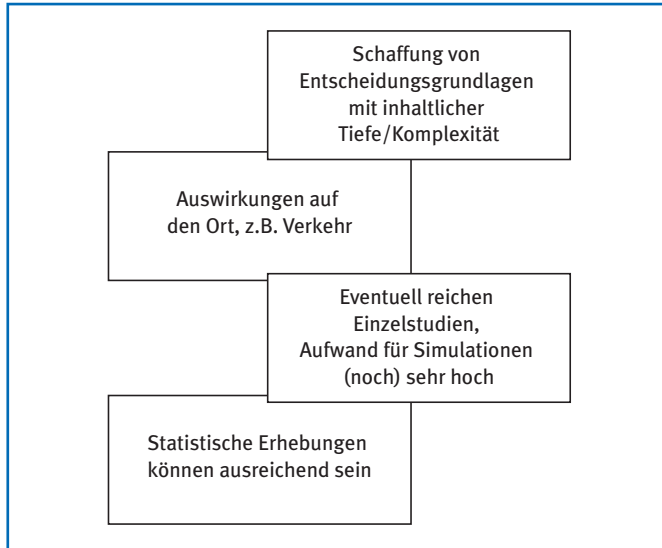 Schaffung von
Entscheidungsgrundlagen
mit inhaltlicher
Tiefe/Komplexität
Auswirkungen auf
den Ort, z.B. Verkehr
Eventuell reichen
Einzelstudien,
Aufwand für Simulationen
(noch) sehr hoch
Statistische Erhebungen
können ausreichend sein